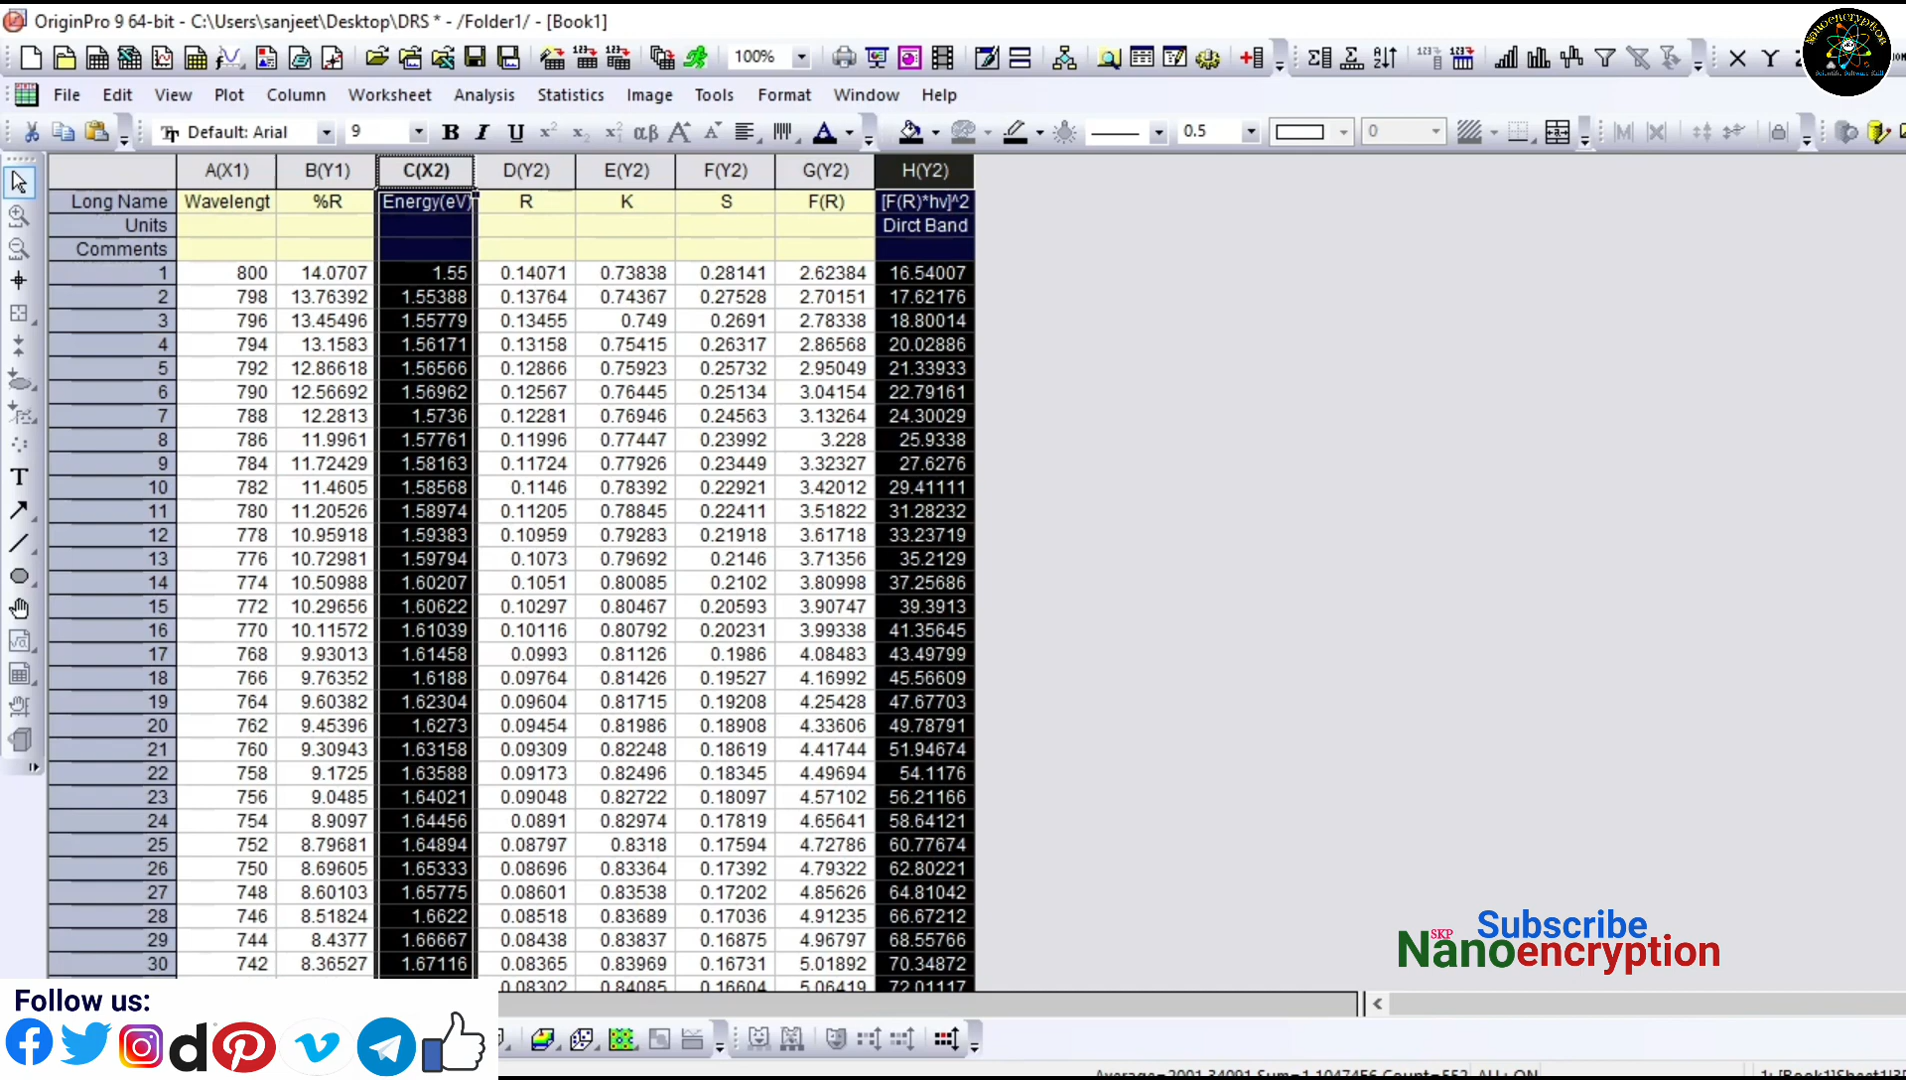 OriginPro 9 64-bit - C:\Users\sanjeet\Desktop\DRS * - /Folder1/ - [Book1]
100%
File Edit View Plot Column Worksheet Analysis Statistics Image Tools Format Window Help
Default: Arial 9 B I U 0.5 0
A(X1) B(Y1) C(X2) D(Y2) E(Y2) F(Y2) G(Y2) H(Y2)
Long Name Wavelengt %R Energy(eV) R K S F(R) [F(R)*hv]^2
Units Dirct Band
Comments
1 800 14.0707 1.55 0.14071 0.73838 0.28141 2.62384 16.54007
2 798 13.76392 1.55388 0.13764 0.74367 0.27528 2.70151 17.62176
3 796 13.45496 1.55779 0.13455 0.749 0.2691 2.78338 18.80014
4 794 13.1583 1.56171 0.13158 0.75415 0.26317 2.86568 20.02886
5 792 12.86618 1.56566 0.12866 0.75923 0.25732 2.95049 21.33933
6 790 12.56692 1.56962 0.12567 0.76445 0.25134 3.04154 22.79161
7 788 12.2813 1.5736 0.12281 0.76946 0.24563 3.13264 24.30029
8 786 11.9961 1.57761 0.11996 0.77447 0.23992 3.228 25.9338
9 784 11.72429 1.58163 0.11724 0.77926 0.23449 3.32327 27.6276
10 782 11.4605 1.58568 0.1146 0.78392 0.22921 3.42012 29.41111
11 780 11.20526 1.58974 0.11205 0.78845 0.22411 3.51822 31.28232
12 778 10.95918 1.59383 0.10959 0.79283 0.21918 3.61718 33.23719
13 776 10.72981 1.59794 0.1073 0.79692 0.2146 3.71356 35.2129
14 774 10.50988 1.60207 0.1051 0.80085 0.2102 3.80998 37.25686
15 772 10.29656 1.60622 0.10297 0.80467 0.20593 3.90747 39.3913
16 770 10.11572 1.61039 0.10116 0.80792 0.20231 3.99338 41.35645
17 768 9.93013 1.61458 0.0993 0.81126 0.1986 4.08483 43.49799
18 766 9.76352 1.6188 0.09764 0.81426 0.19527 4.16992 45.56609
19 764 9.60382 1.62304 0.09604 0.81715 0.19208 4.25428 47.67703
20 762 9.45396 1.6273 0.09454 0.81986 0.18908 4.33606 49.78791
21 760 9.30943 1.63158 0.09309 0.82248 0.18619 4.41744 51.94674
22 758 9.1725 1.63588 0.09173 0.82496 0.18345 4.49694 54.1176
23 756 9.0485 1.64021 0.09048 0.82722 0.18097 4.57102 56.21166
24 754 8.9097 1.64456 0.0891 0.82974 0.17819 4.65641 58.64121
25 752 8.79681 1.64894 0.08797 0.8318 0.17594 4.72786 60.77674
26 750 8.69605 1.65333 0.08696 0.83364 0.17392 4.79322 62.80221
27 748 8.60103 1.65775 0.08601 0.83538 0.17202 4.85626 64.81042
28 746 8.51824 1.6622 0.08518 0.83689 0.17036 4.91235 66.67212
29 744 8.4377 1.66667 0.08438 0.83837 0.16875 4.96797 68.55766
30 742 8.36527 1.67116 0.08365 0.83969 0.16731 5.01892 70.34872
0.08302 0.84085 0.16604 5.06419 72.01117
Subscribe
SKP
Nanoencryption
Follow us: